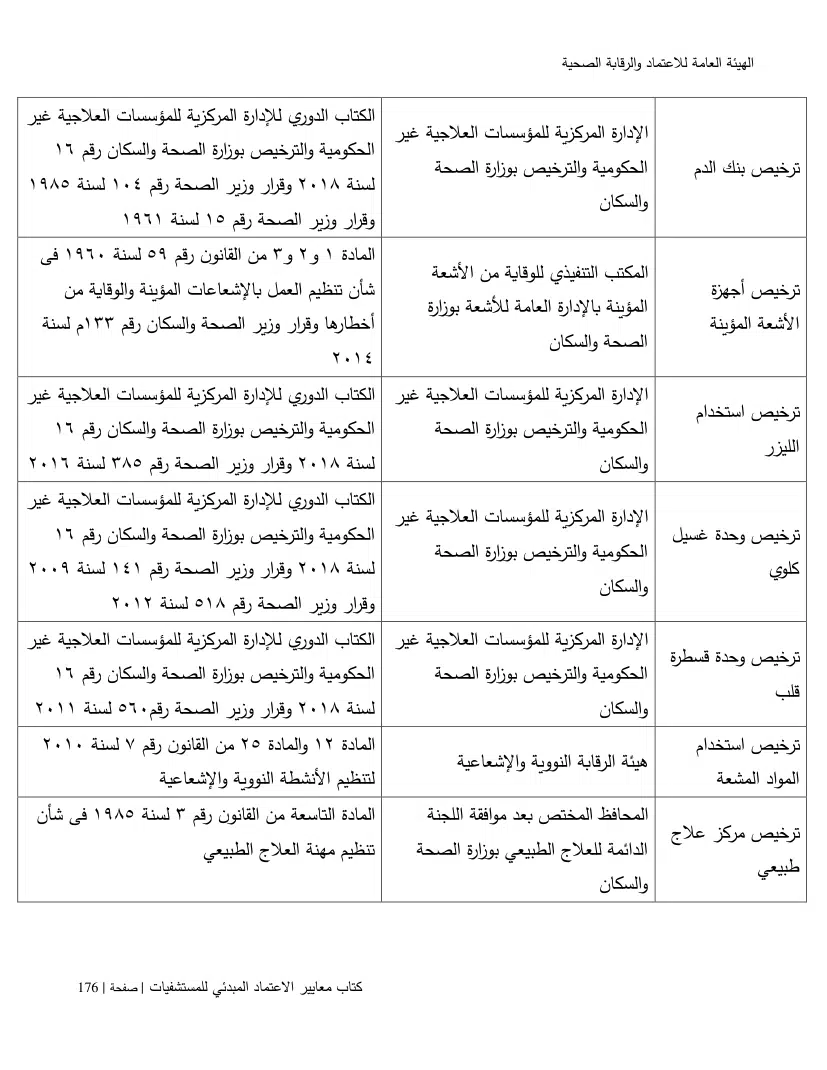 الهيئة العامة للاعتماد والرقابة الصحية
ترخيص بنك الدم
الإدارة المركزية للمؤسسات العلاجية غير
الحكومية والترخيص بوزارة الصحة
والسكان
الكتاب الدوري للإدارة المركزية للمؤسسات العلاجية غير
الحكومية والترخيص بوزارة الصحة والسكان رقم ١٦
لسنة ٢٠١٨ وقرار وزير الصحة رقم ١٠٤ لسنة ١٩٨٥
وقرار وزير الصحة رقم ١٥ لسنة ١٩٦١
ترخيص أجهزة
الأشعة المؤينة
المكتب التنفيذي للوقاية من الأشعة
المؤينة بالإدارة العامة للأشعة بوزارة
الصحة والسكان
المادة ١ و٢ و٣ من القانون رقم ٥٩ لسنة ١٩٦٠ فى
شأن تنظيم العمل بالإشعاعات المؤينة والوقاية من
أخطارها وقرار وزير الصحة والسكان رقم ١٣٣م لسنة
٢٠١٤
ترخيص استخدام
الليزر
الإدارة المركزية للمؤسسات العلاجية غير
الحكومية والترخيص بوزارة الصحة
والسكان
الكتاب الدوري للإدارة المركزية للمؤسسات العلاجية غير
الحكومية والترخيص بوزارة الصحة والسكان رقم ١٦
لسنة ٢٠١٨ وقرار وزير الصحة رقم ٣٨٥ لسنة ٢٠١٦
ترخيص وحدة غسيل
كلوي
الإدارة المركزية للمؤسسات العلاجية غير
الحكومية والترخيص بوزارة الصحة
والسكان
الكتاب الدوري للإدارة المركزية للمؤسسات العلاجية غير
الحكومية والترخيص بوزارة الصحة والسكان رقم ١٦
لسنة ٢٠١٨ وقرار وزير الصحة رقم ١٤١ لسنة ٢٠٠٩
وقرار وزير الصحة رقم ٥١٨ لسنة ٢٠١٢
ترخيص وحدة قسطرة
قلب
الإدارة المركزية للمؤسسات العلاجية غير
الحكومية والترخيص بوزارة الصحة
والسكان
الكتاب الدوري للإدارة المركزية للمؤسسات العلاجية غير
الحكومية والترخيص بوزارة الصحة والسكان رقم ١٦
لسنة ٢٠١٨ وقرار وزير الصحة رقم٥٦٠ لسنة ٢٠١١
ترخيص استخدام
المواد المشعة
هيئة الرقابة النووية والإشعاعية
المادة ١٢ والمادة ٢٥ من القانون رقم ٧ لسنة ٢٠١٠
لتنظيم الأنشطة النووية والإشعاعية
ترخيص مركز علاج
طبيعي
المحافظ المختص بعد موافقة اللجنة
الدائمة للعلاج الطبيعي بوزارة الصحة
والسكان
المادة التاسعة من القانون رقم ٣ لسنة ١٩٨٥ فى شأن
تنظيم مهنة العلاج الطبيعي
كتاب معايير الاعتماد المبدئي للمستشفيات | صفحة | 176